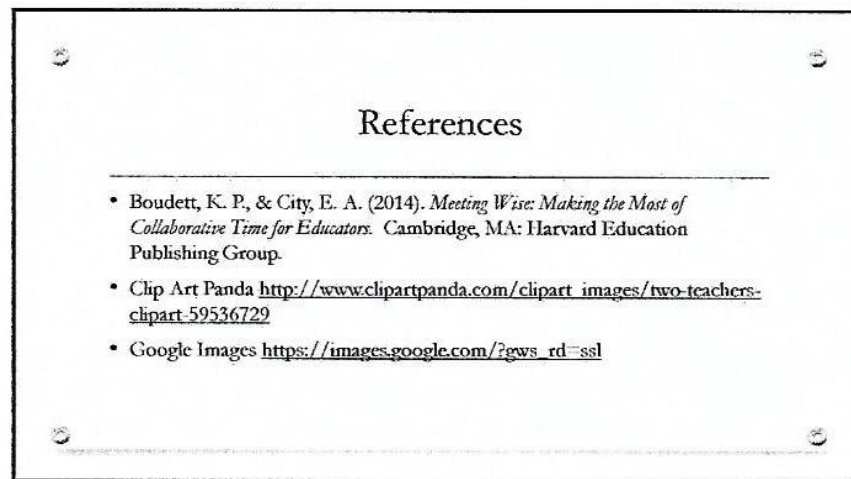 References
• Boudett, K. P., & City, E. A. (2014). Meeting Wise: Making the Most of
Collaborative Time for Educators. Cambridge, MA: Harvard Education
Publishing Group.
• Clip Art Panda http://www.clipartpanda.com/clipart_images/two-teachers-
clipart-59536729
• Google Images https://images.google.com/?gws_rd=ssl